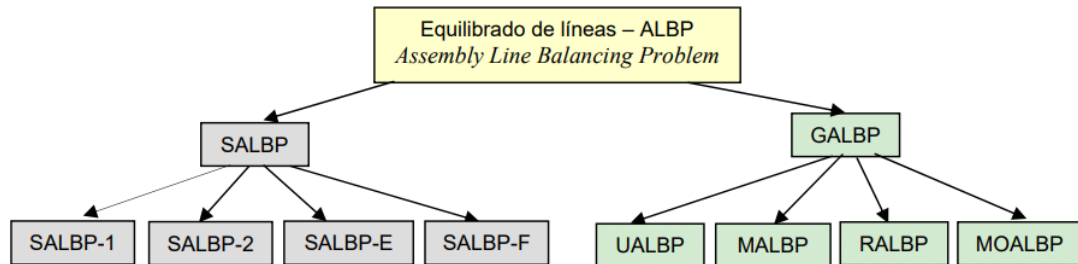 Equilibrado de líneas – ALBP
Assembly Line Balancing Problem
SALBP
GALBP
SALBP-1
SALBP-2
SALBP-E
SALBP-F
UALBP
MALBP
RALBP
MOALBP